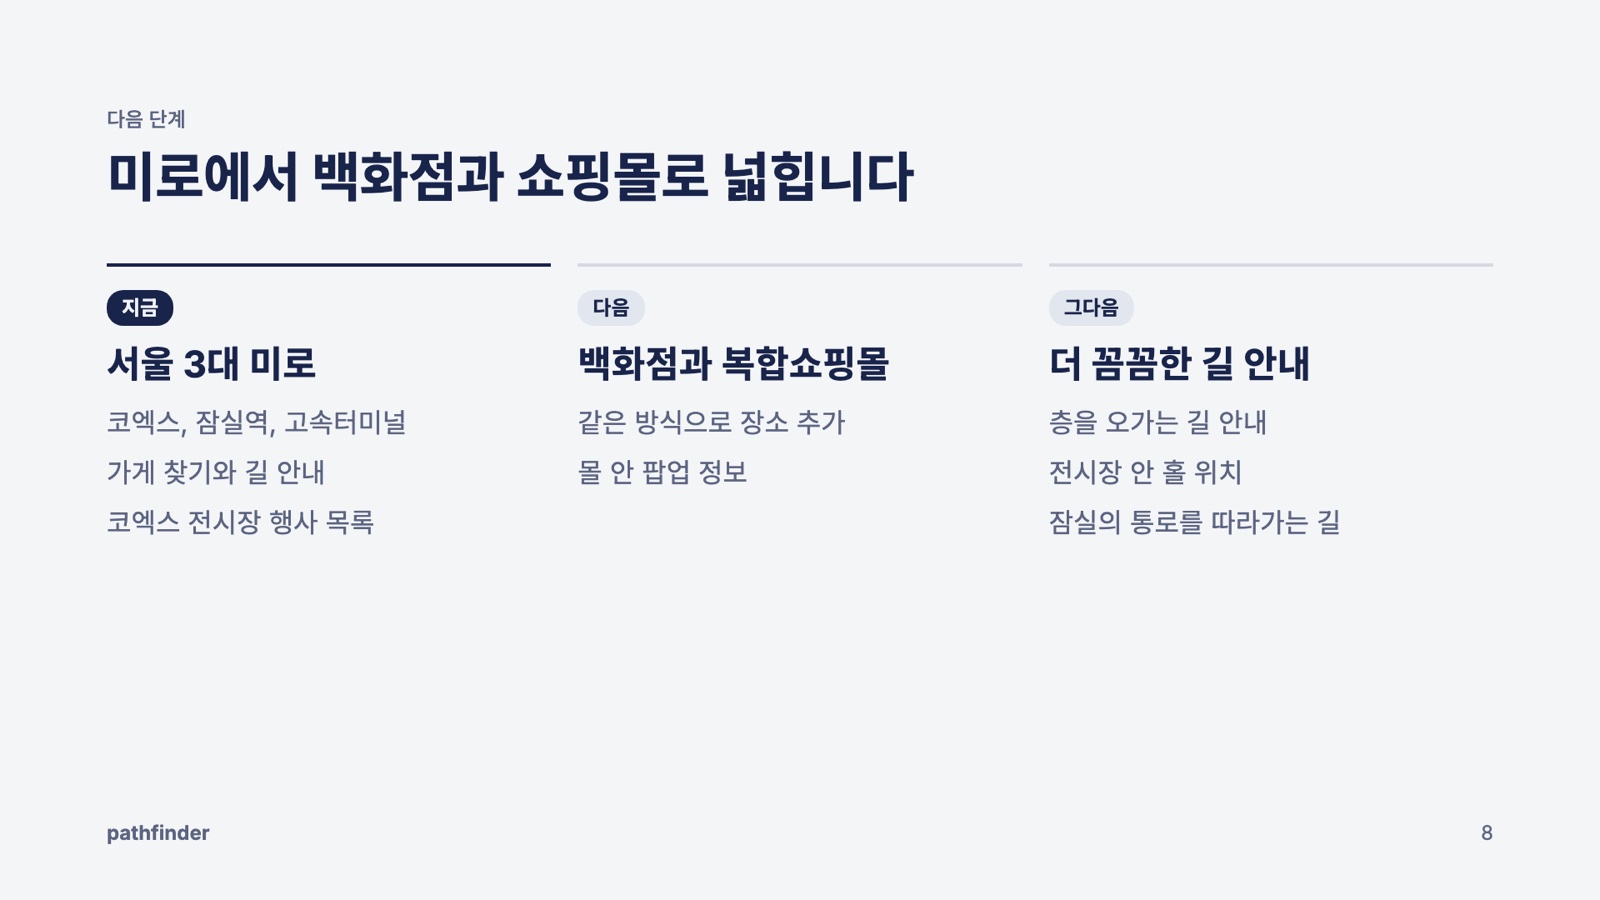 다음 단계
미로에서 백화점과 쇼핑몰로 넓힙니다
지금
서울 3대 미로
코엑스, 잠실역, 고속터미널
가게 찾기와 길 안내
코엑스 전시장 행사 목록
다음
백화점과 복합쇼핑몰
같은 방식으로 장소 추가
몰 안 팝업 정보
그다음
더 꼼꼼한 길 안내
층을 오가는 길 안내
전시장 안 홀 위치
잠실의 통로를 따라가는 길
pathfinder
8